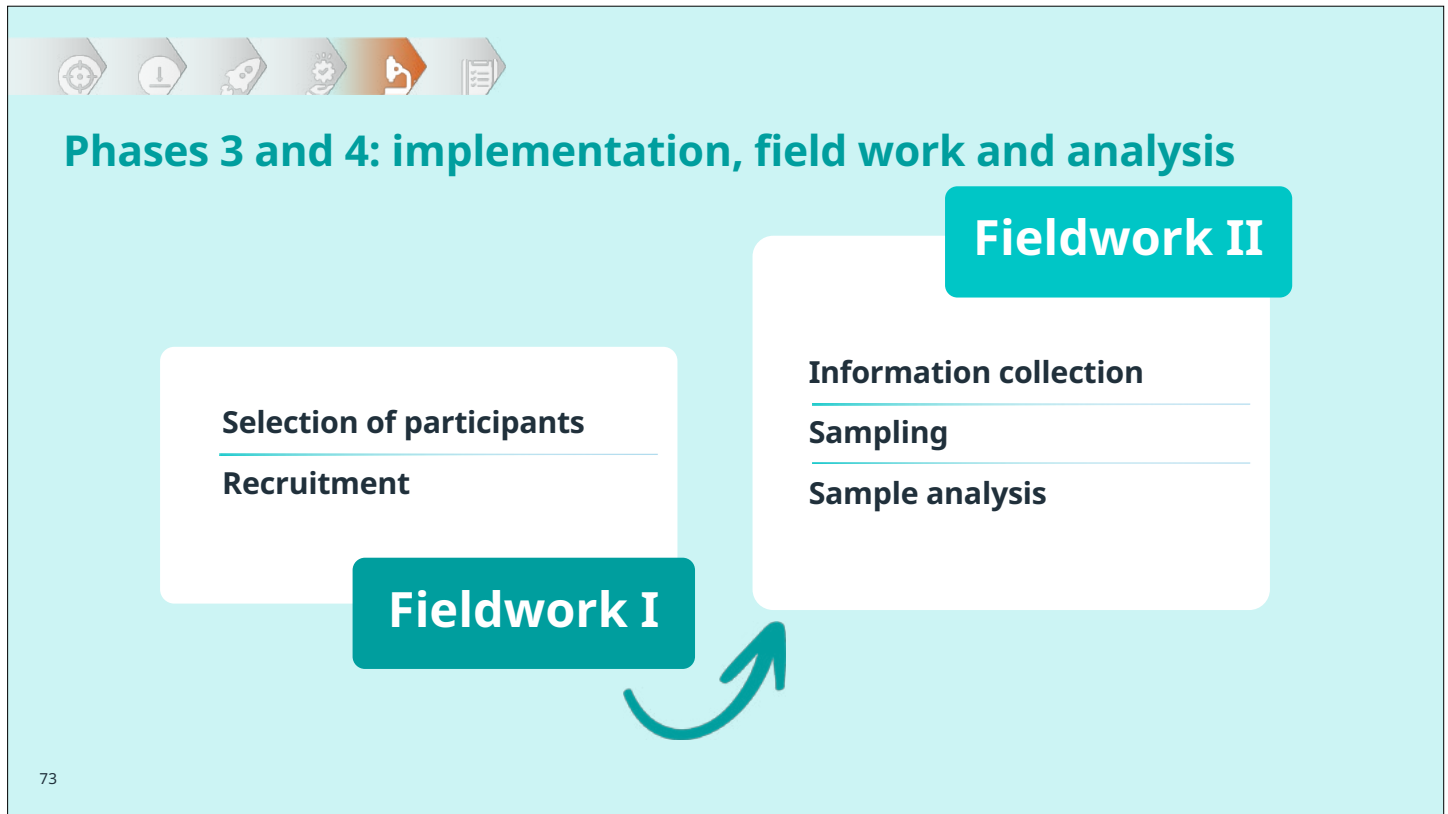 Phases 3 and 4: implementation, field work and analysis
Selection of participants
Recruitment
Fieldwork I
Fieldwork II
Information collection
Sampling
Sample analysis
73